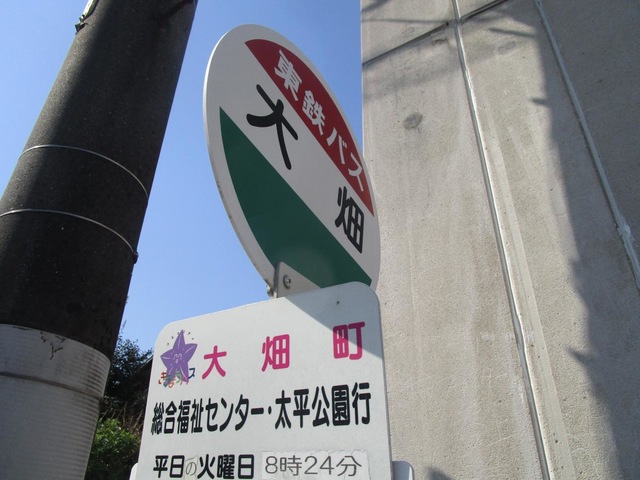 東鉄バス
大畑
大畑町
総合福祉センター・太平公園行
平日の火曜日 8時24分